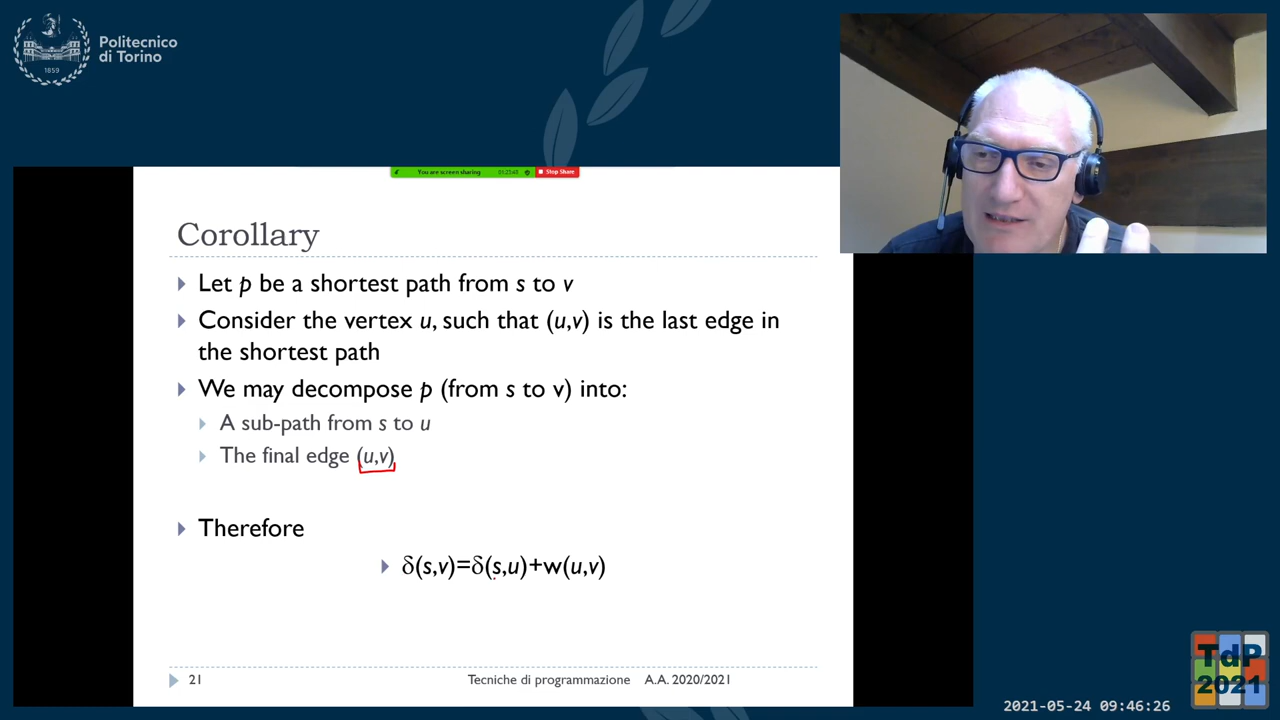 Politecnico
di Torino
1859
You are screen sharing
Stop Share
Corollary
Let p be a shortest path from s to v
Consider the vertex u, such that (u,v) is the last edge in
the shortest path
We may decompose p (from s to v) into:
A sub-path from s to u
The final edge (u,v)
Therefore
δ(s,v)=δ(s,u)+w(u,v)
21
Tecniche di programmazione A.A. 2020/2021
TdP
2021
2021-05-24 09:46:26